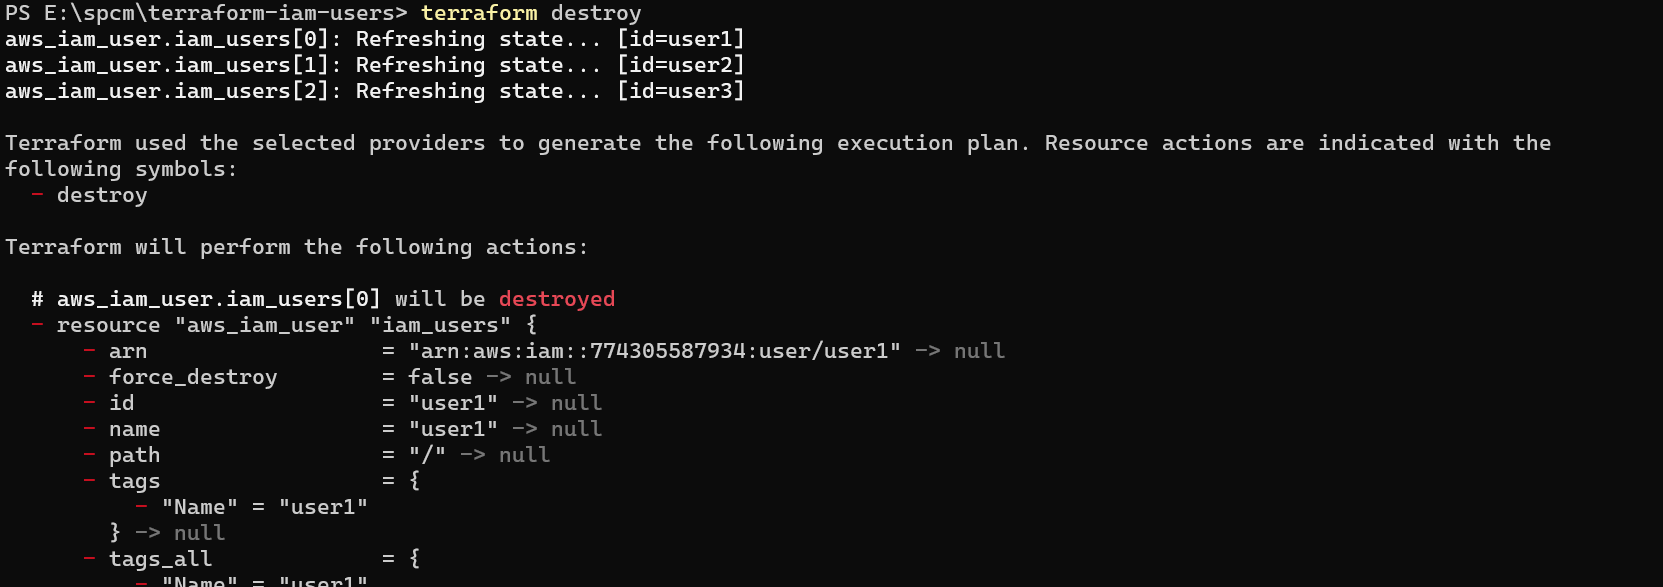 PS E:\spcm\terraform-iam-users> terraform destroy
aws_iam_user.iam_users[0]: Refreshing state... [id=user1]
aws_iam_user.iam_users[1]: Refreshing state... [id=user2]
aws_iam_user.iam_users[2]: Refreshing state... [id=user3]
Terraform used the selected providers to generate the following execution plan. Resource actions are indicated with the
following symbols:
  - destroy
Terraform will perform the following actions:
  # aws_iam_user.iam_users[0] will be destroyed
  - resource "aws_iam_user" "iam_users" {
      - arn                  = "arn:aws:iam::774305587934:user/user1" -> null
      - force_destroy        = false -> null
      - id                   = "user1" -> null
      - name                 = "user1" -> null
      - path                 = "/" -> null
      - tags                 = {
          - "Name" = "user1"
        } -> null
      - tags_all             = {
          - "Name" = "user1"